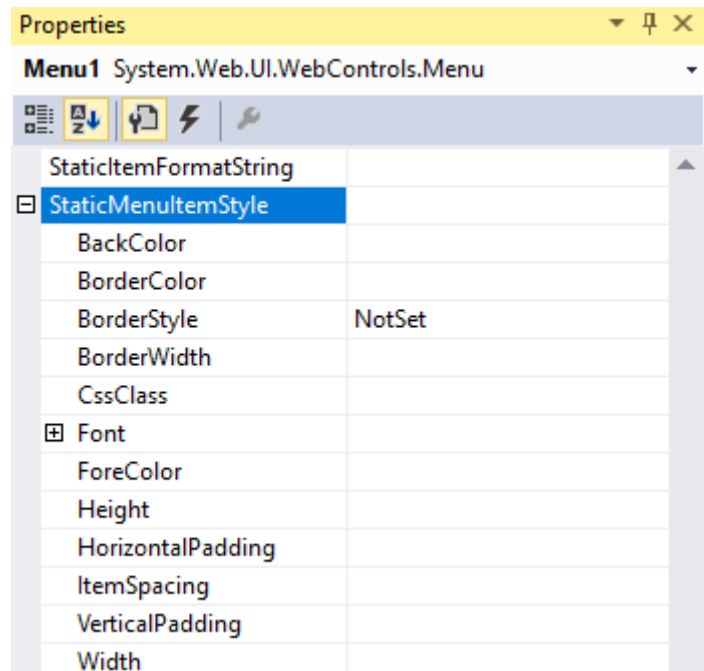 Properties
Menu1 System.Web.UI.WebControls.Menu
StaticItemFormatString
StaticMenuItemStyle
BackColor
BorderColor
BorderStyle NotSet
BorderWidth
CssClass
Font
ForeColor
Height
HorizontalPadding
ItemSpacing
VerticalPadding
Width